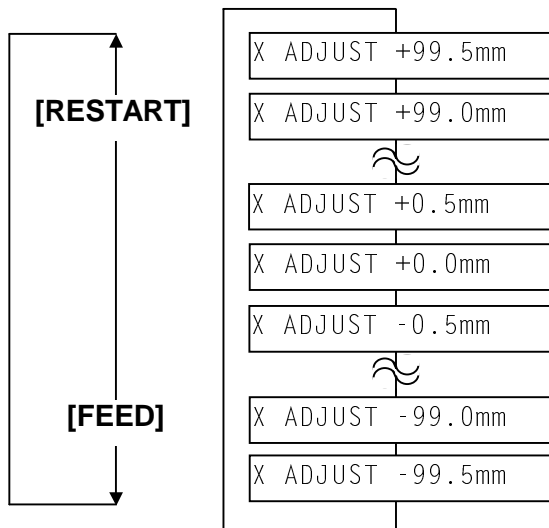 X ADJUST +99.5mm
[RESTART]
X ADJUST +99.0mm
X ADJUST +0.5mm
X ADJUST +0.0mm
X ADJUST -0.5mm
[FEED]
X ADJUST -99.0mm
X ADJUST -99.5mm